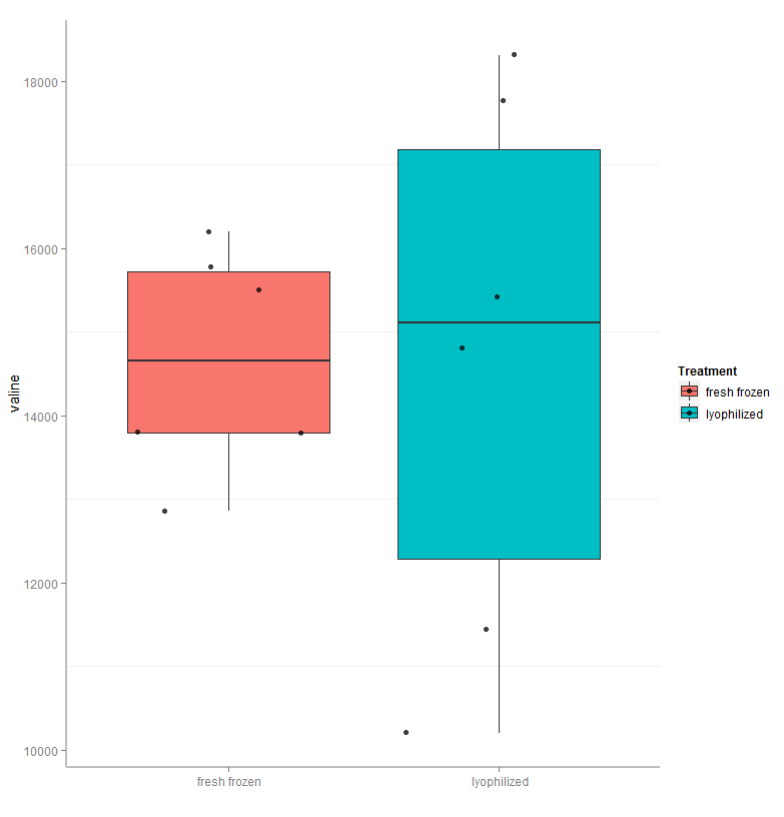 18000
16000
14000
12000
10000
valine
fresh frozen
lyophilized
Treatment
fresh frozen
lyophilized